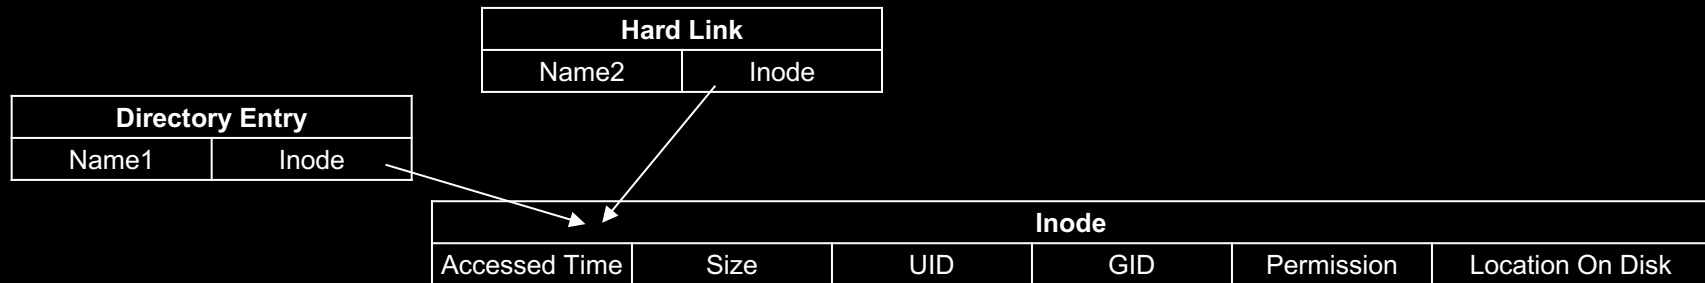 Hard Link
Name2 Inode
Directory Entry
Name1 Inode
Inode
Accessed Time Size UID GID Permission Location On Disk